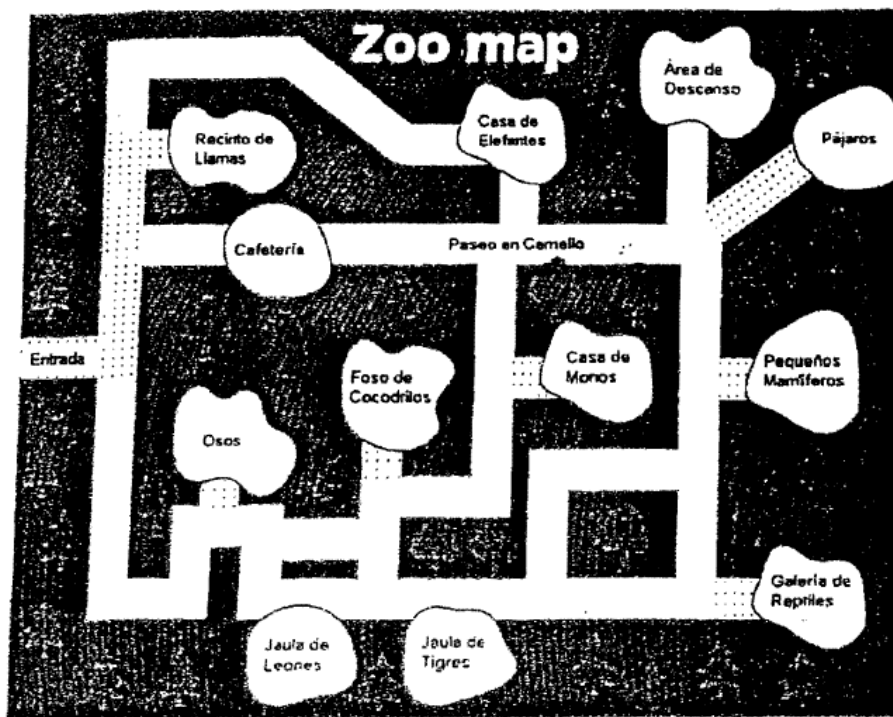 Zoo map
Área de
Descanso
Casa de
Elefantes
Pájaros
Recinto de
Llamas
Cafetería
Paseo en Camello
Entrada
Foso de
Cocodrilos
Casa de
Monos
Pequeños
Mamíferos
Osos
Galería de
Reptiles
Jaula de
Leones
Jaula de
Tigres